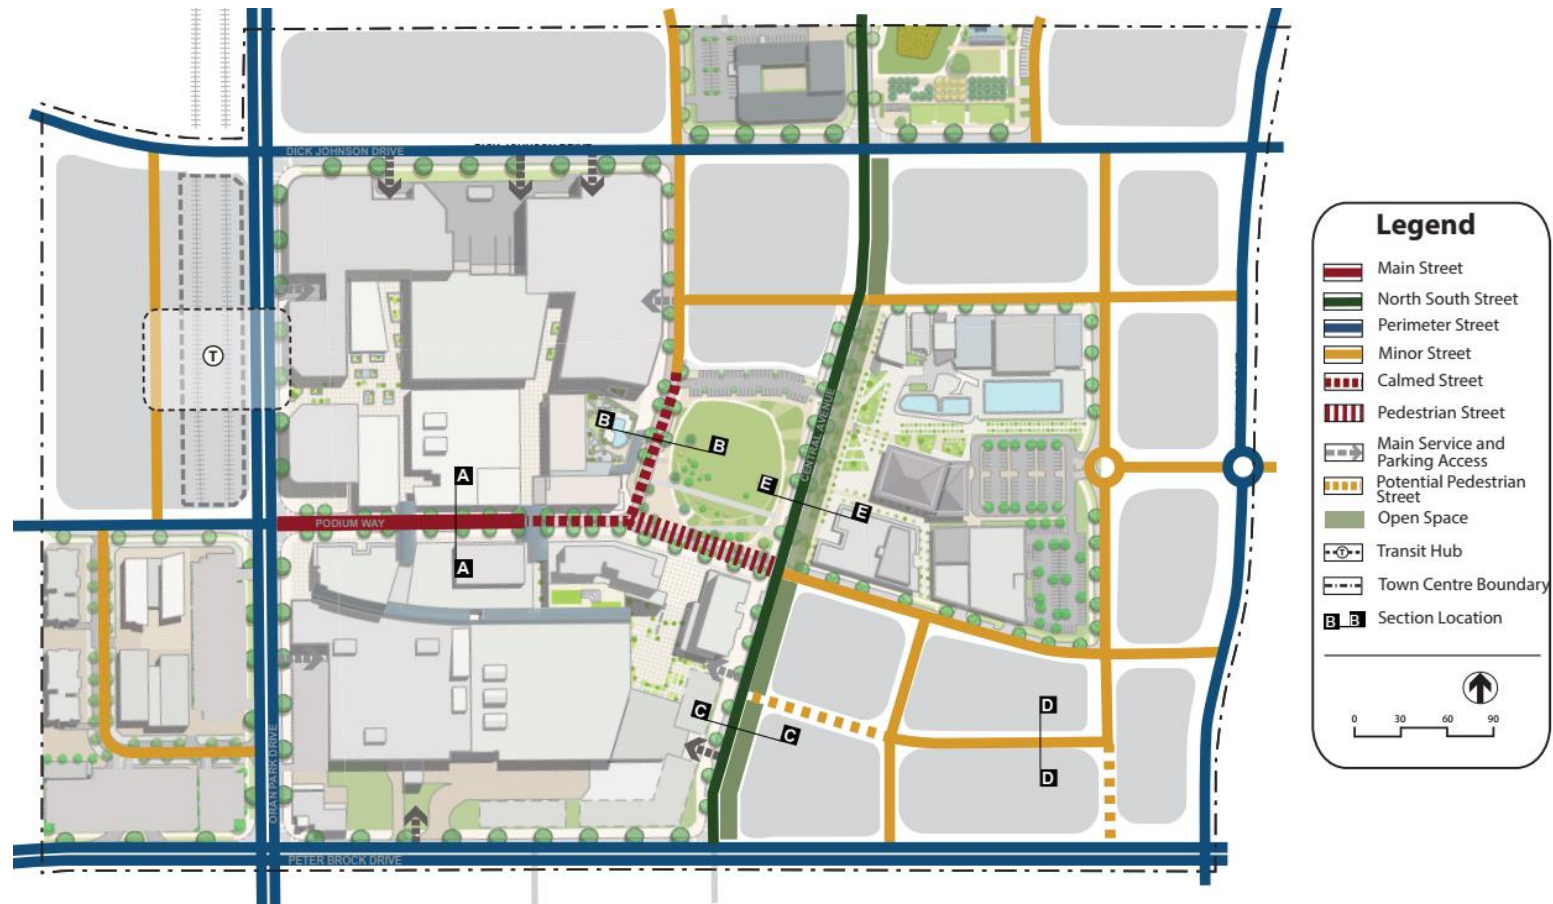 DICK JOHNSON DRIVE
T
B
B
CENTRAL AVENUE
A
E
E
PODIUM WAY
A
C
C
D
D
ORAN PARK DRIVE
PETER BROCK DRIVE
Legend
Main Street
North South Street
Perimeter Street
Minor Street
Calmed Street
Pedestrian Street
Main Service and
Parking Access
Potential Pedestrian
Street
Open Space
T Transit Hub
Town Centre Boundary
B B Section Location
0 30 60 90